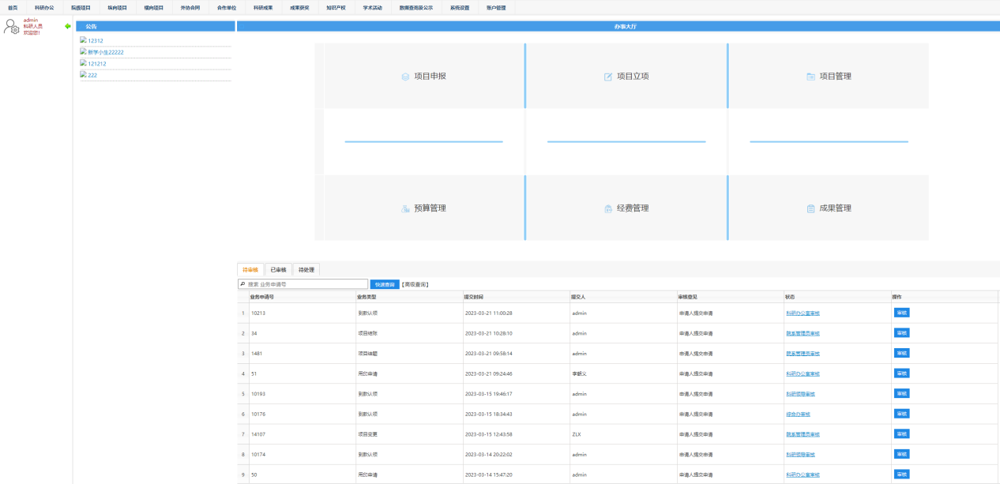 首页 科研办公 院级项目 纵向项目 横向项目 外协合同 合作单位 科研成果 成果获奖 知识产权 学术活动 数据查询及公示 系统设置 账户管理
admin
科研人员
欢迎您!
公告
12312
新学小生22222
121212
222
办事大厅
项目申报 项目立项 项目管理
预算管理 经费管理 成果管理
待审核 已审核 待处理
搜索 业务申请号 快速查询 【高级查询】
业务申请号 业务类型 提交时间 提交人 审核意见 状态 操作
1 10213 到款认领 2023-03-21 11:00:28 admin 申请人提交申请 科研办公室审核 审核
2 34 项目结账 2023-03-21 10:28:10 admin 申请人提交申请 院系管理员审核 审核
3 1481 项目结题 2023-03-21 09:58:14 admin 申请人提交申请 院系管理员审核 审核
4 51 用印申请 2023-03-21 09:24:46 李朝义 申请人提交申请 科研办公室审核 审核
5 10193 到款认领 2023-03-15 19:46:17 admin 申请人提交申请 科研领导审核 审核
6 10176 到款认领 2023-03-15 18:34:43 admin 申请人提交申请 综合办审核 审核
7 14107 项目变更 2023-03-15 12:43:58 ZLX 申请人提交申请 院系管理员审核 审核
8 10174 到款认领 2023-03-14 20:22:02 admin 申请人提交申请 科研领导审核 审核
9 50 用印申请 2023-03-14 15:47:20 admin 申请人提交申请 科研办公室审核 审核